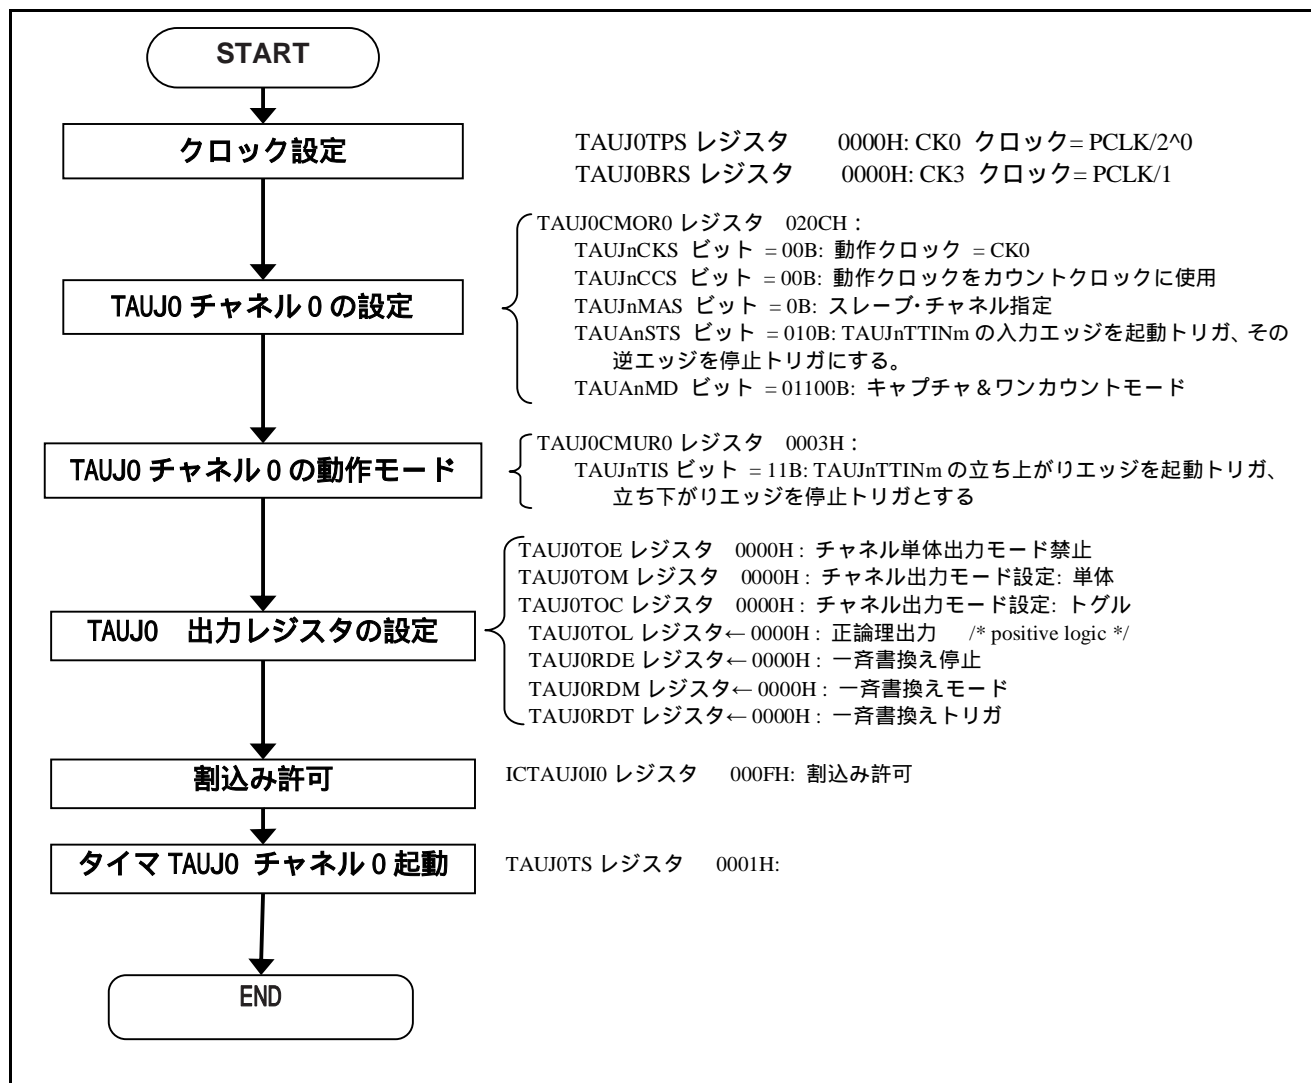 START
クロック設定
TAUJ0TPS レジスタ 0000H: CK0 クロック= PCLK/2^0
TAUJ0BRS レジスタ 0000H: CK3 クロック= PCLK/1
TAUJ0 チャネル 0 の設定
TAUJ0CMOR0 レジスタ 020CH :
TAUJnCKS ビット = 00B: 動作クロック = CK0
TAUJnCCS ビット = 00B: 動作クロックをカウントクロックに使用
TAUJnMAS ビット = 0B: スレーブ・チャネル指定
TAUAnSTS ビット = 010B: TAUJnTTINm の入力エッジを起動トリガ、その
逆エッジを停止トリガにする。
TAUAnMD ビット = 01100B: キャプチャ＆ワンカウントモード
TAUJ0 チャネル 0 の動作モード
TAUJ0CMUR0 レジスタ 0003H :
TAUJnTIS ビット = 11B: TAUJnTTINm の立ち上がりエッジを起動トリガ、
立ち下がりエッジを停止トリガとする
TAUJ0 出力レジスタの設定
TAUJ0TOE レジスタ 0000H : チャネル単体出力モード禁止
TAUJ0TOM レジスタ 0000H : チャネル出力モード設定: 単体
TAUJ0TOC レジスタ 0000H : チャネル出力モード設定: トグル
TAUJ0TOL レジスタ← 0000H : 正論理出力 /* positive logic */
TAUJ0RDE レジスタ← 0000H : 一斉書換え停止
TAUJ0RDM レジスタ← 0000H : 一斉書換えモード
TAUJ0RDT レジスタ← 0000H : 一斉書換えトリガ
割込み許可
ICTAUJ0I0 レジスタ 000FH: 割込み許可
タイマ TAUJ0 チャネル 0 起動
TAUJ0TS レジスタ 0001H:
END